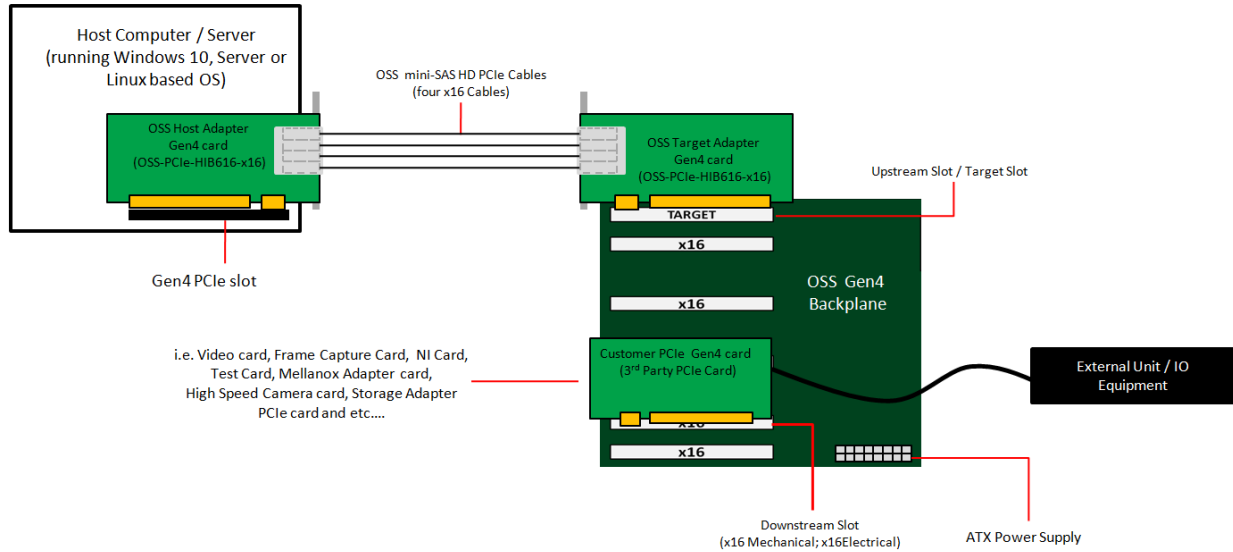 Host Computer / Server
(running Windows 10, Server or
Linux based OS)
OSS mini-SAS HD PCIe Cables
(four x16 Cables)
OSS Host Adapter
Gen4 card
(OSS-PCIe-HIB616-x16)
OSS Target Adapter
Gen4 card
(OSS-PCIe-HIB616-x16)
Upstream Slot / Target Slot
TARGET
x16
Gen4 PCIe slot
x16
OSS Gen4
Backplane
i.e. Video card, Frame Capture Card, NI Card,
Test Card, Mellanox Adapter card,
High Speed Camera card, Storage Adapter
PCIe card and etc....
Customer PCIe Gen4 card
(3rd Party PCIe Card)
External Unit / IO
Equipment
x16
x16
Downstream Slot
(x16 Mechanical; x16Electrical)
ATX Power Supply